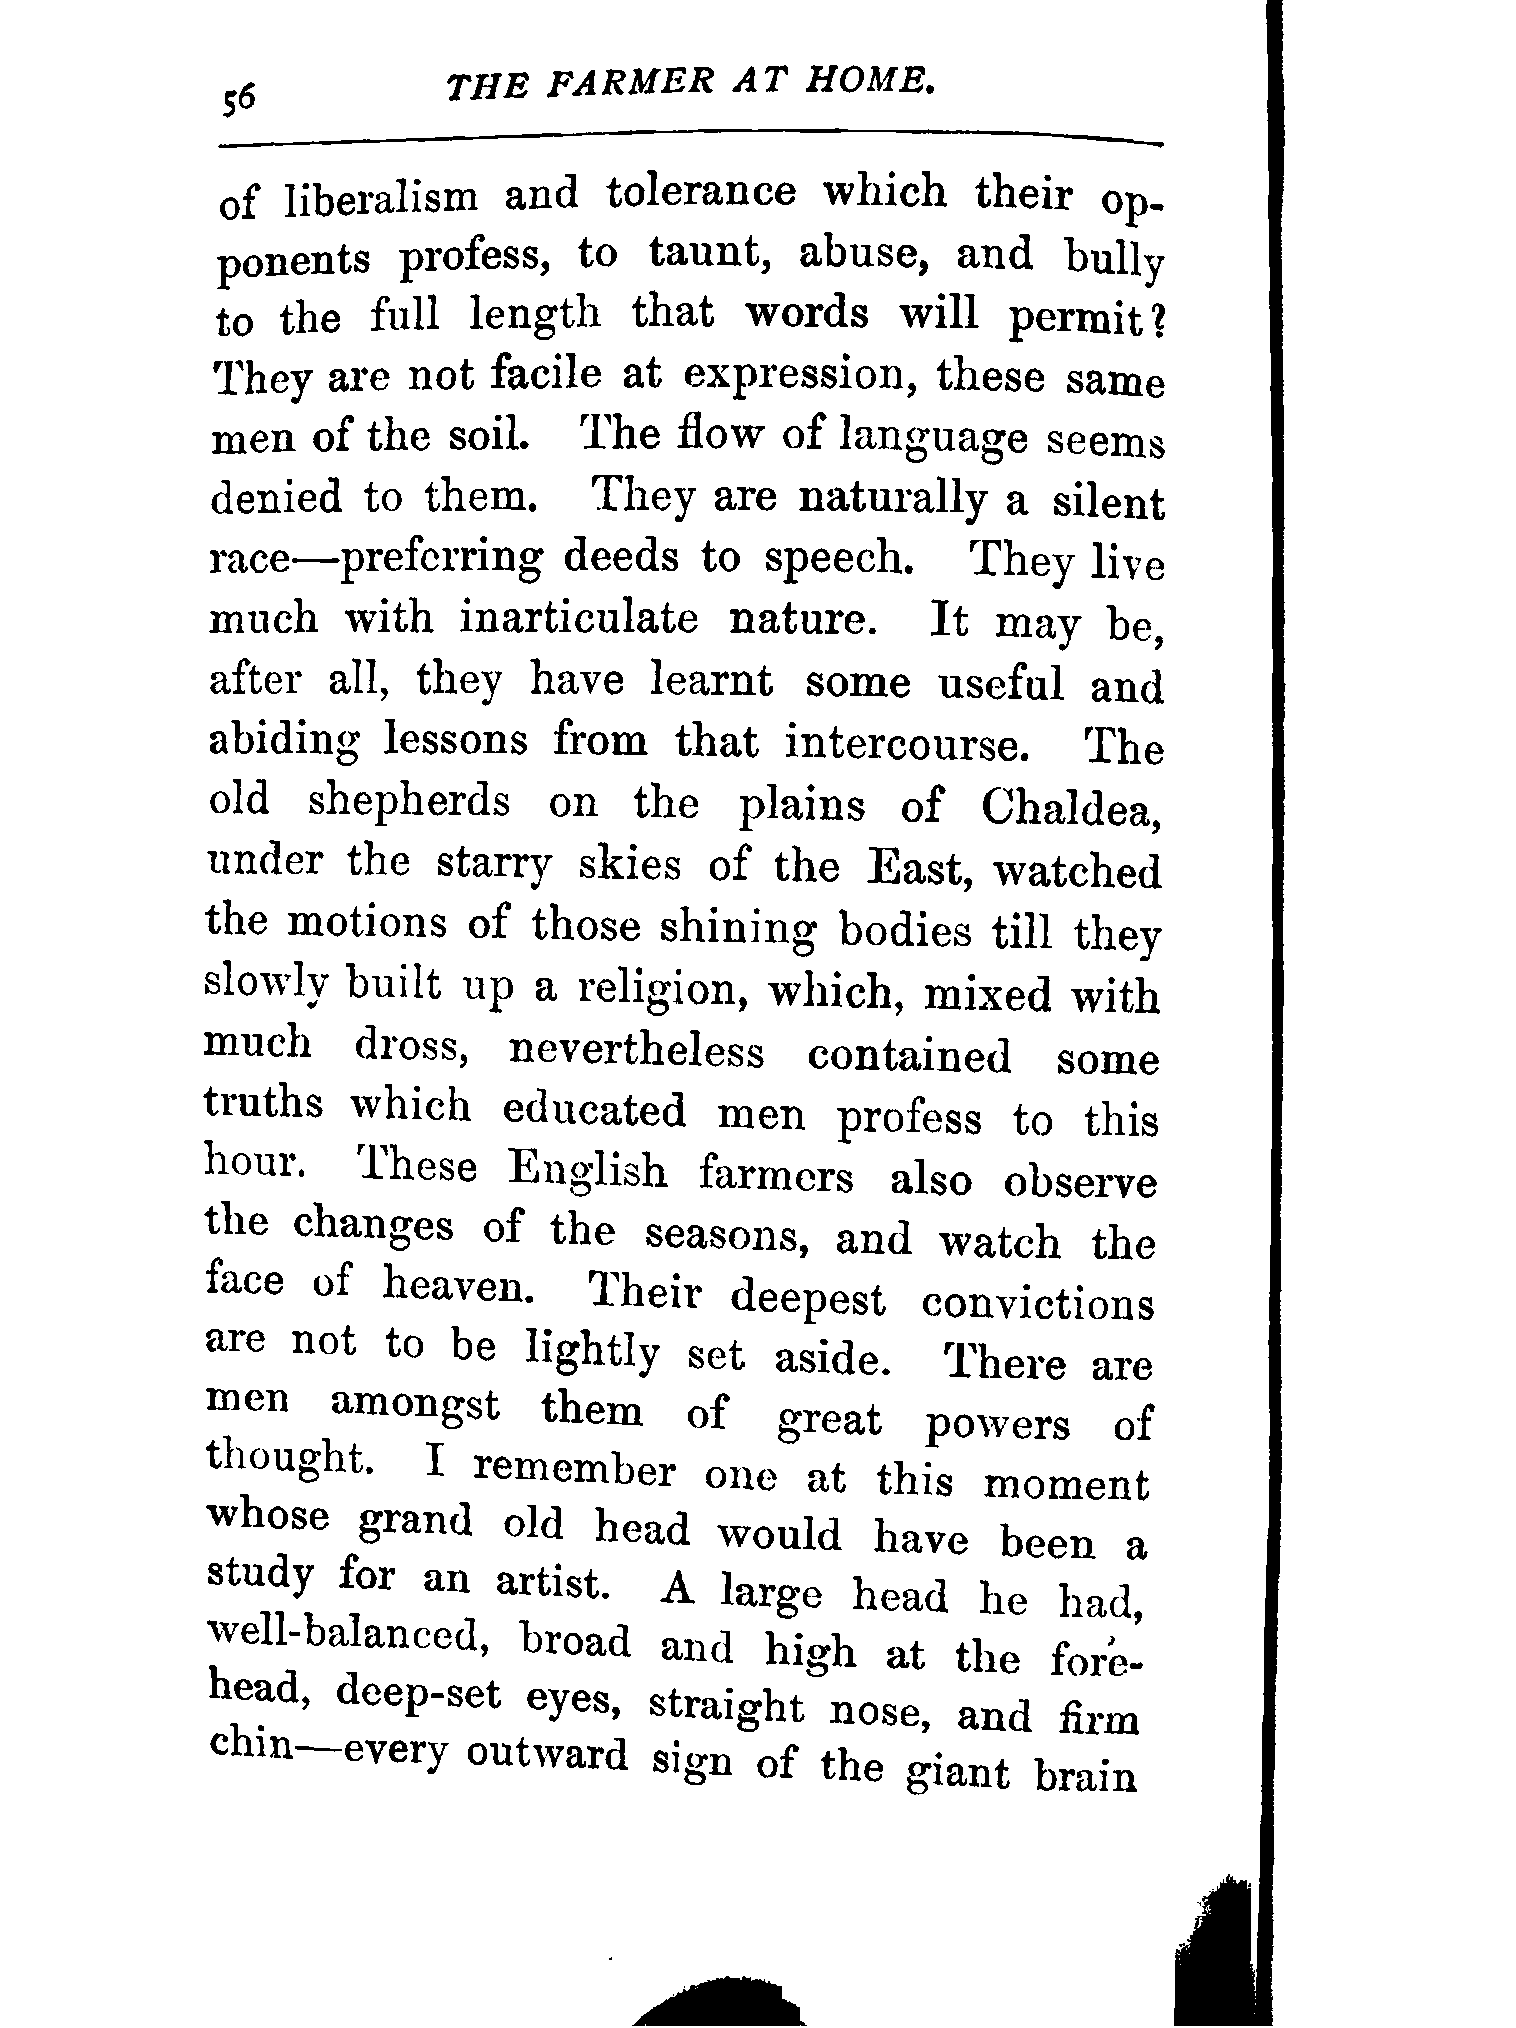 56
THE FARMER AT HOME.
of liberalism and tolerance which their op-
ponents profess, to taunt, abuse, and bully
to the full length that words will permit?
They are not facile at expression, these same
men of the soil. The flow of language seems
denied to them. They are naturally a silent
race—preferring deeds to speech. They live
much with inarticulate nature. It may be,
after all, they have learnt some useful and
abiding lessons from that intercourse. The
old shepherds on the plains of Chaldea,
under the starry skies of the East, watched
the motions of those shining bodies till they
slowly built up a religion, which, mixed with
much dross, nevertheless contained some
truths which educated men profess to this
hour. These English farmers also observe
the changes of the seasons, and watch the
face of heaven. Their deepest convictions
are not to be lightly set aside. There are
men amongst them of great powers of
thought. I remember one at this moment
whose grand old head would have been a
study for an artist. A large head he had,
well-balanced, broad and high at the fore-
head, deep-set eyes, straight nose, and firm
chin—every outward sign of the giant brain